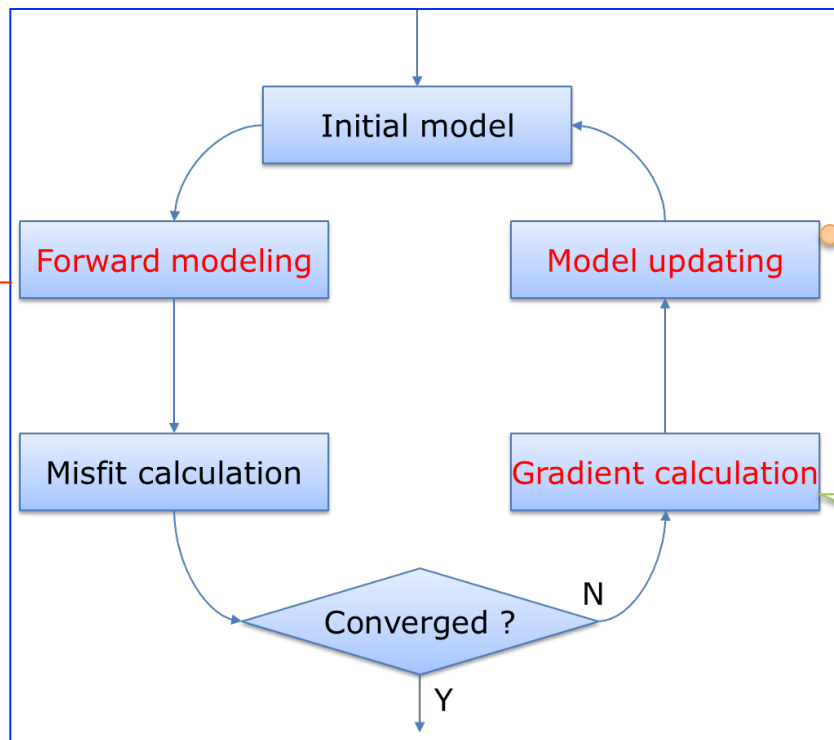 Initial model
Forward modeling
Model updating
Misfit calculation
Gradient calculation
Converged ?
N
Y